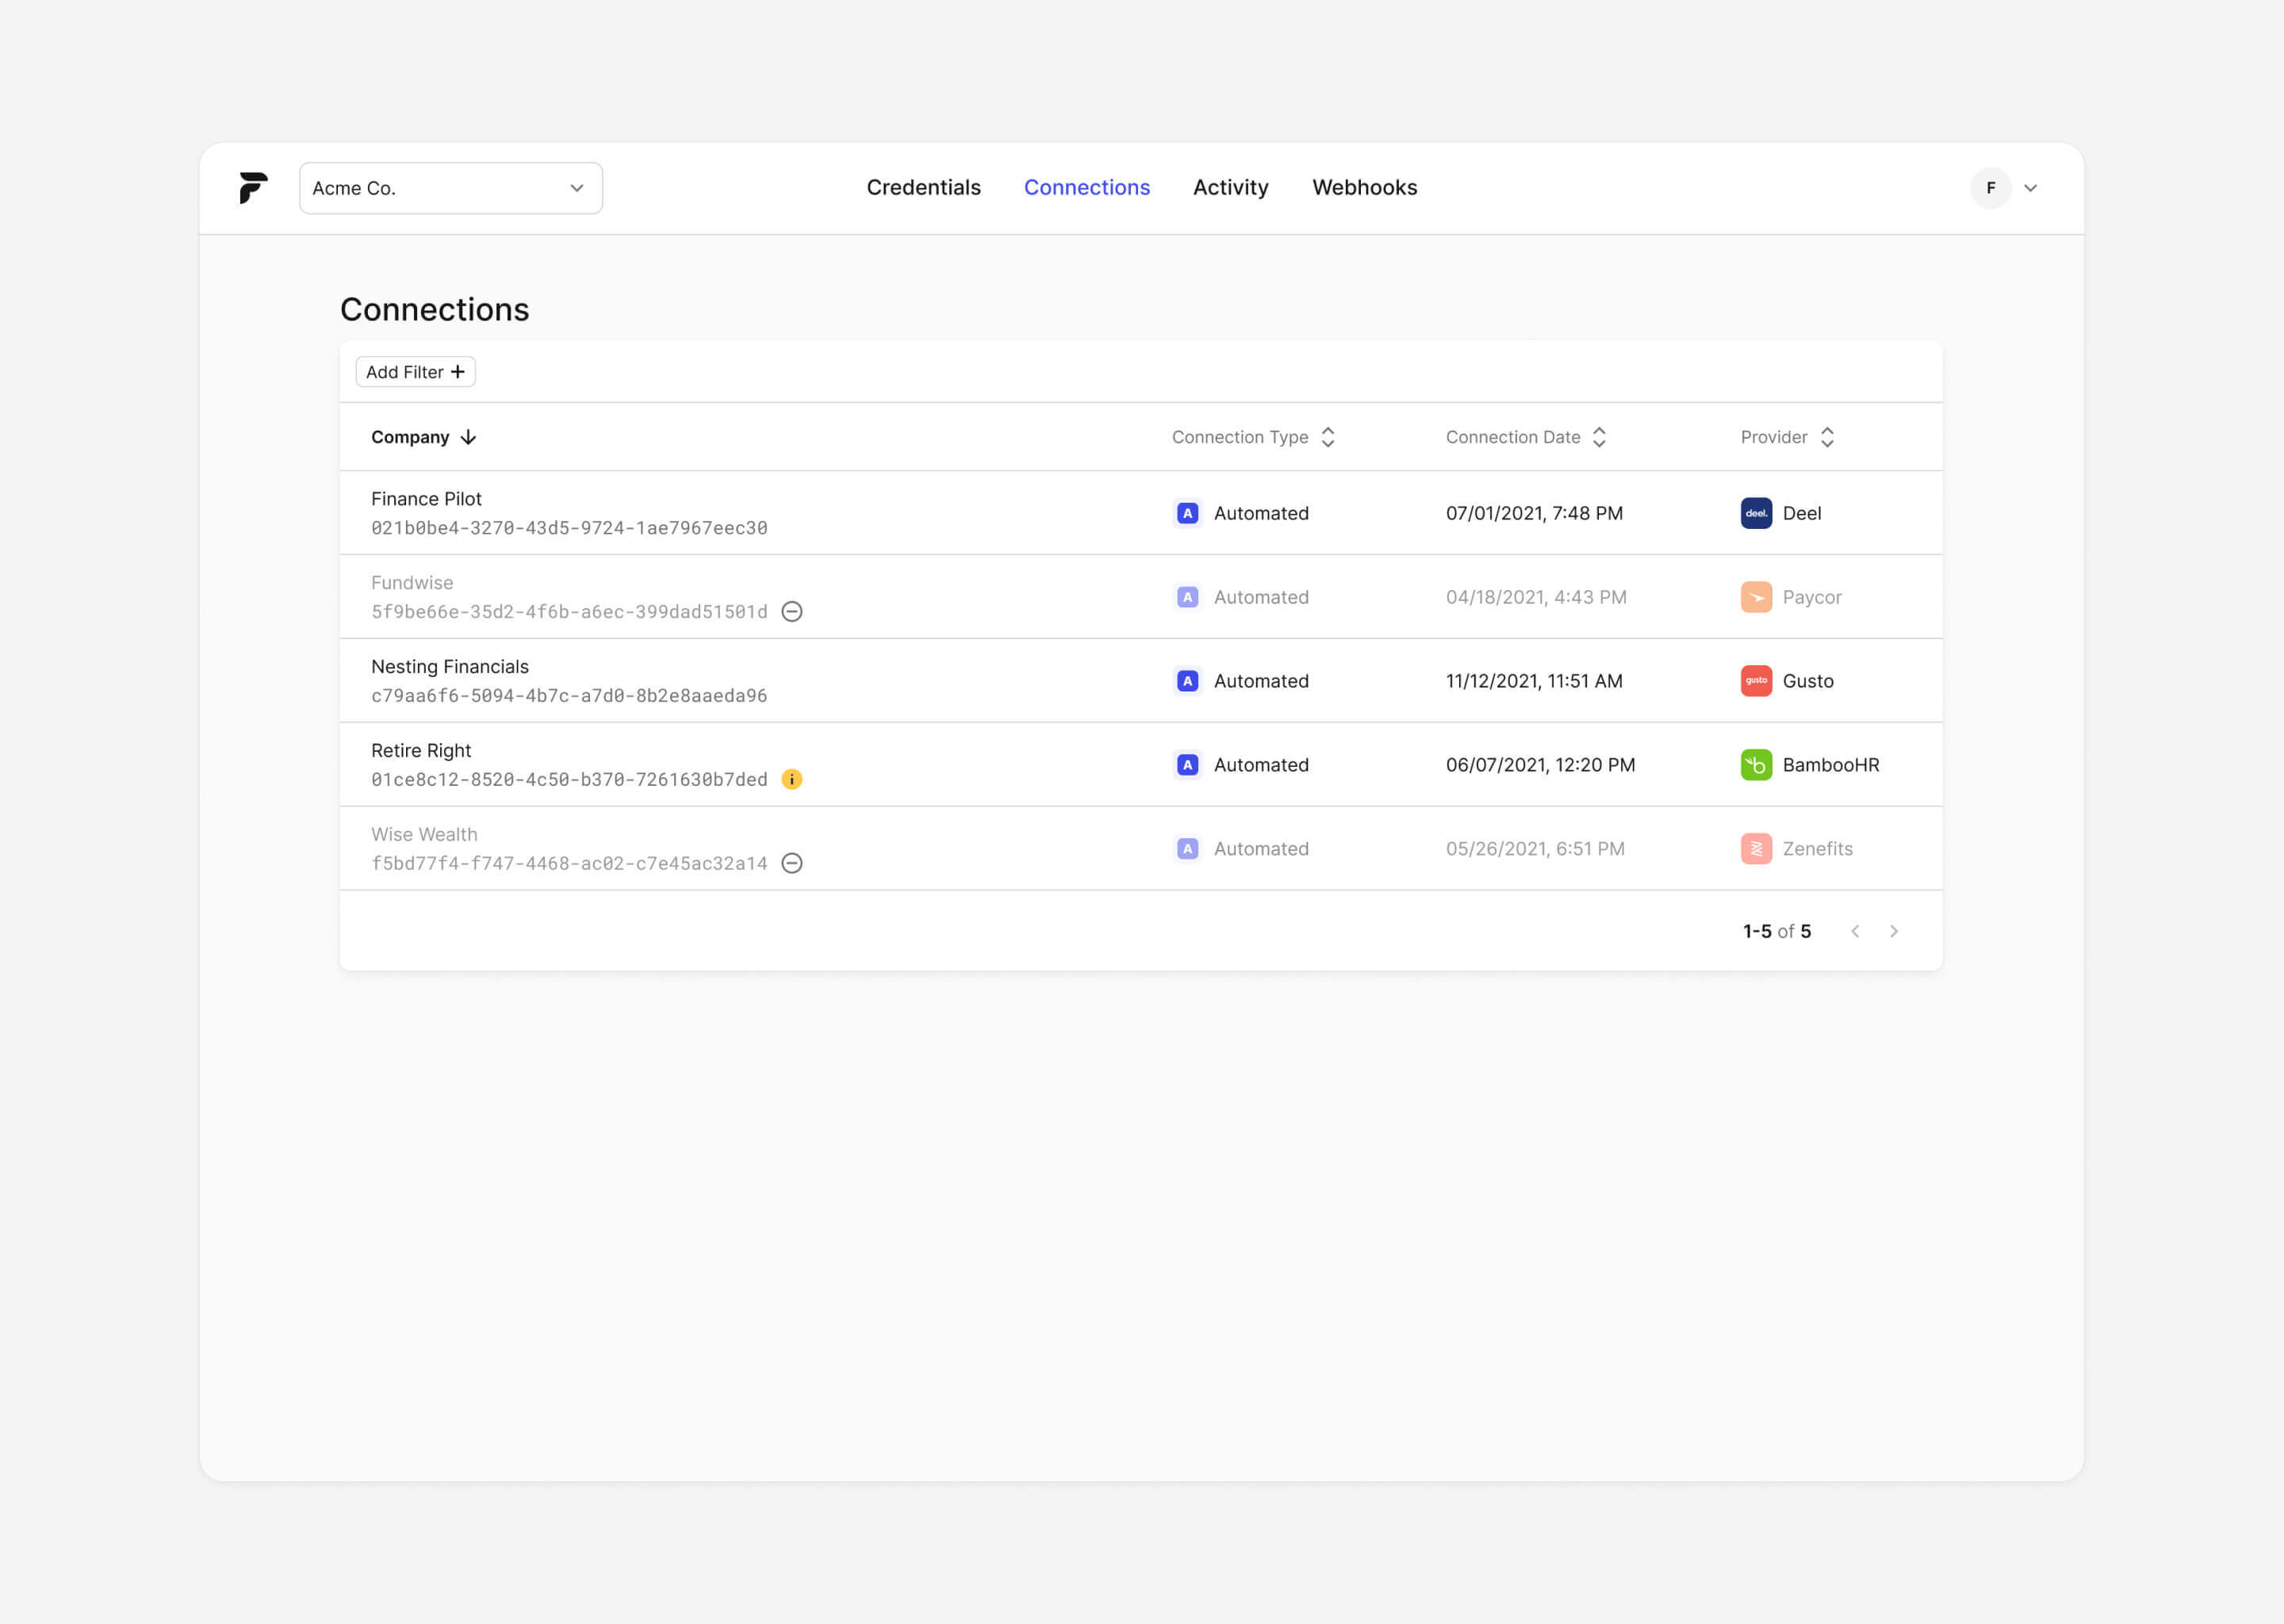 Acme Co.
Credentials Connections Activity Webhooks
F
Connections
Add Filter
Company Connection Type Connection Date Provider
Finance Pilot
021b0be4-3270-43d5-9724-1ae7967eec30
A Automated 07/01/2021, 7:48 PM deel. Deel
Fundwise
5f9be66e-35d2-4f6b-a6ec-399dad51501d
A Automated 04/18/2021, 4:43 PM Paycor
Nesting Financials
c79aa6f6-5094-4b7c-a7d0-8b2e8aaeda96
A Automated 11/12/2021, 11:51 AM gusto Gusto
Retire Right
01ce8c12-8520-4c50-b370-7261630b7ded i
A Automated 06/07/2021, 12:20 PM b BambooHR
Wise Wealth
f5bd77f4-f747-4468-ac02-c7e45ac32a14
A Automated 05/26/2021, 6:51 PM Zenefits
1-5 of 5